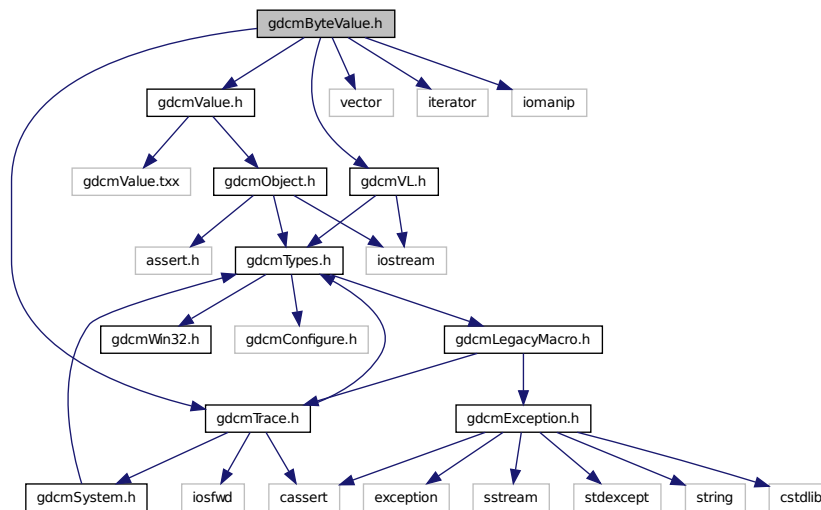 gdcmByteValue.h
gdcmValue.h
vector
iterator
iomanip
gdcmValue.txx
gdcmObject.h
gdcmVL.h
assert.h
gdcmTypes.h
iostream
gdcmWin32.h
gdcmConfigure.h
gdcmLegacyMacro.h
gdcmTrace.h
gdcmException.h
gdcmSystem.h
iosfwd
cassert
exception
sstream
stdexcept
string
cstdlib